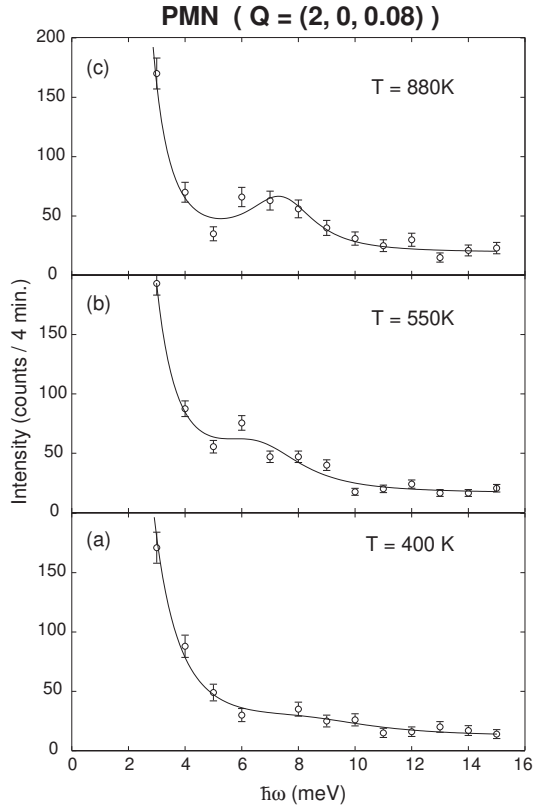 PMN ( Q = (2, 0, 0.08) )
200
(c)
T = 880K
150
100
50
0
(b)
T = 550K
150
100
50
0
Intensity (counts / 4 min.)
(a)
T = 400 K
150
100
50
0
0 2 4 6 8 10 12 14 16
ħω (meV)